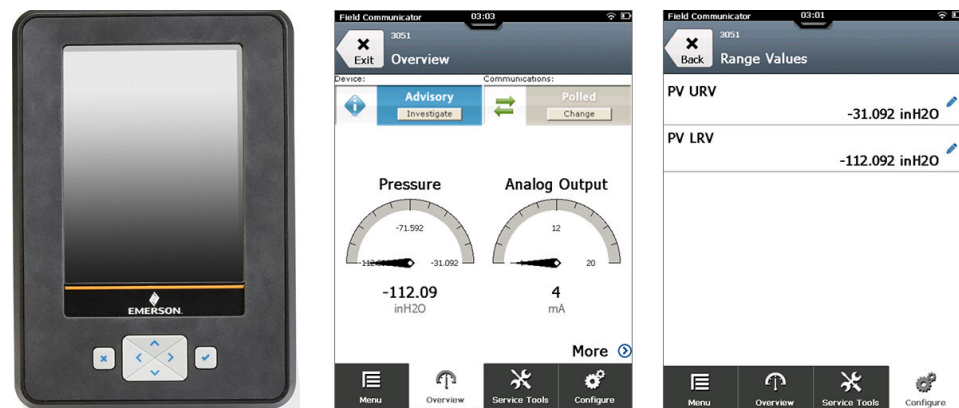 EMERSON
Field Communicator 03:03
3051
Exit Overview
Device: Communications:
Advisory Polled
Investigate Change
Pressure Analog Output
-71.592 12
-31.092 20
-112.09 4
inH2O mA
More
Menu Overview Service Tools Configure
Field Communicator 03:01
3051
Back Range Values
PV URV
-31.092 inH2O
PV LRV
-112.092 inH2O
Menu Overview Service Tools Configure